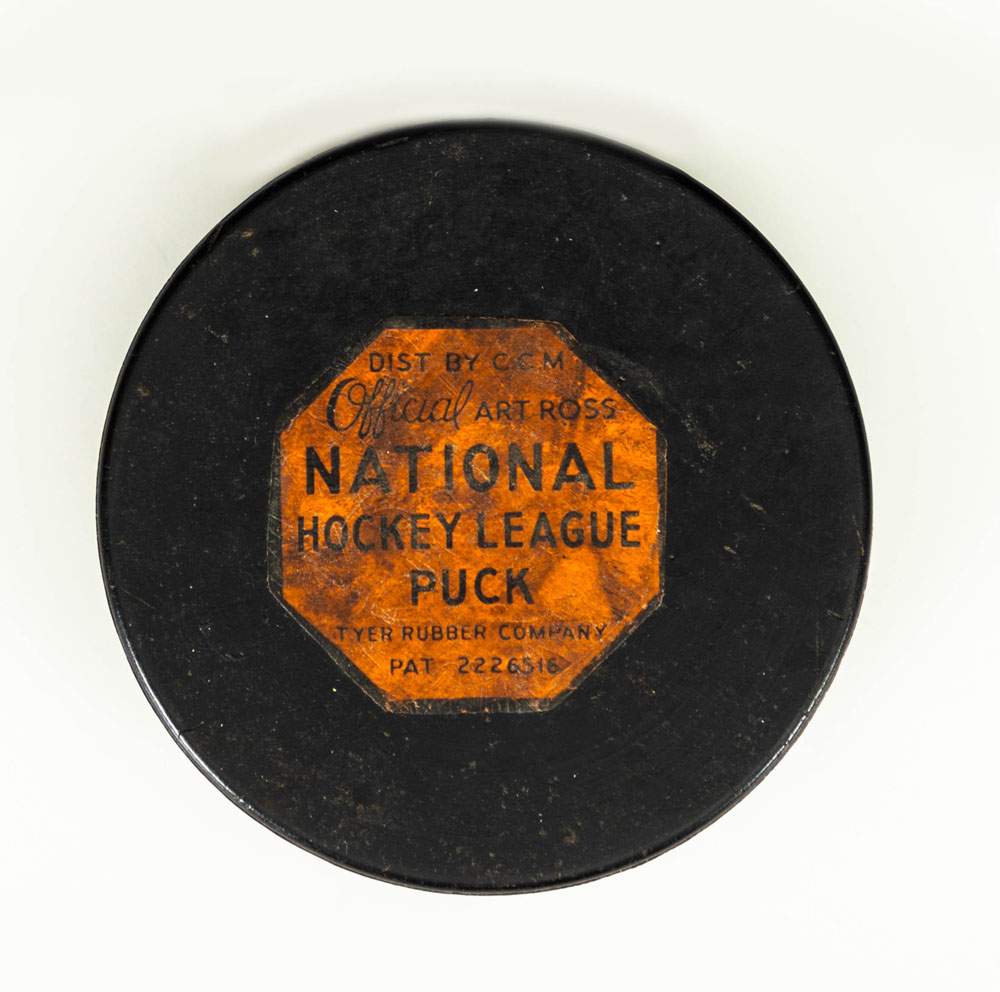 DIST BY C.C.M
Official ART ROSS
NATIONAL
HOCKEY LEAGUE
PUCK
TYER RUBBER COMPANY
PAT 2226516